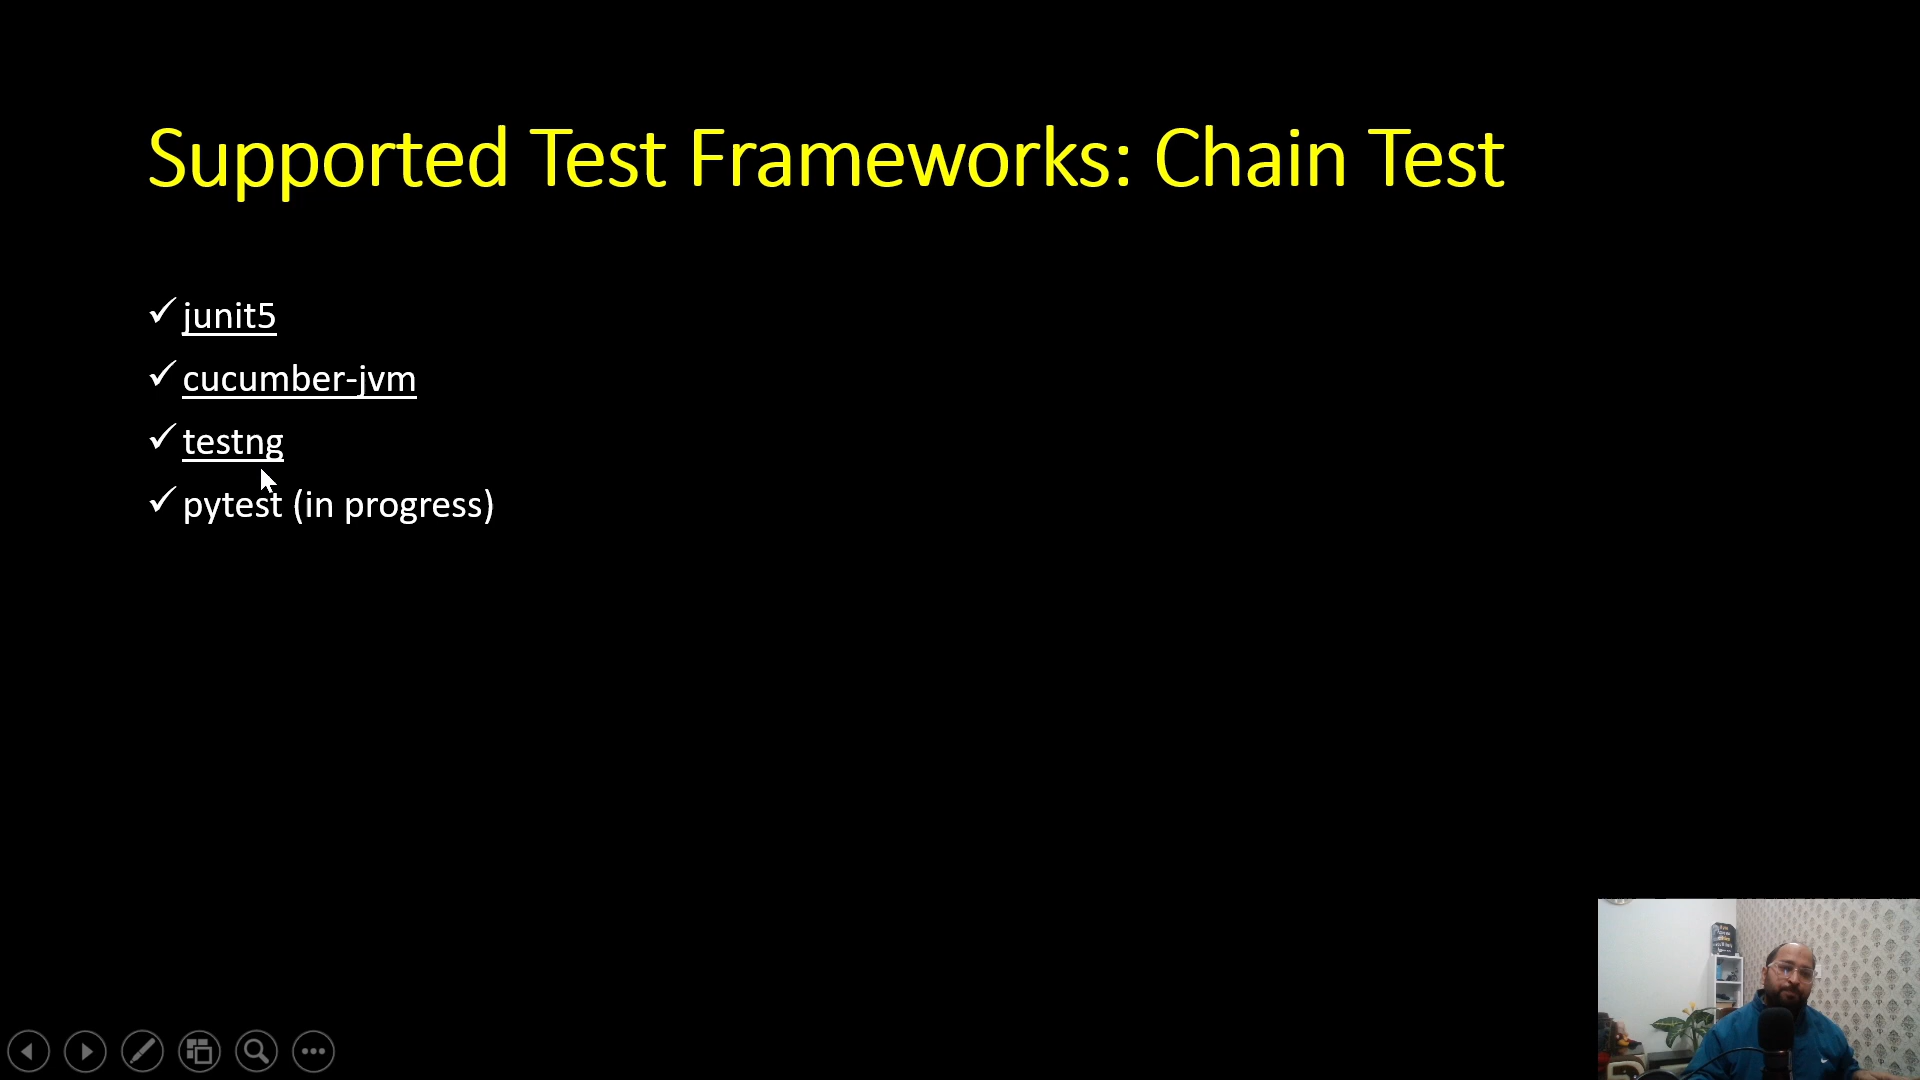 Supported Test Frameworks: Chain Test
junit5
cucumber-jvm
testng
pytest (in progress)